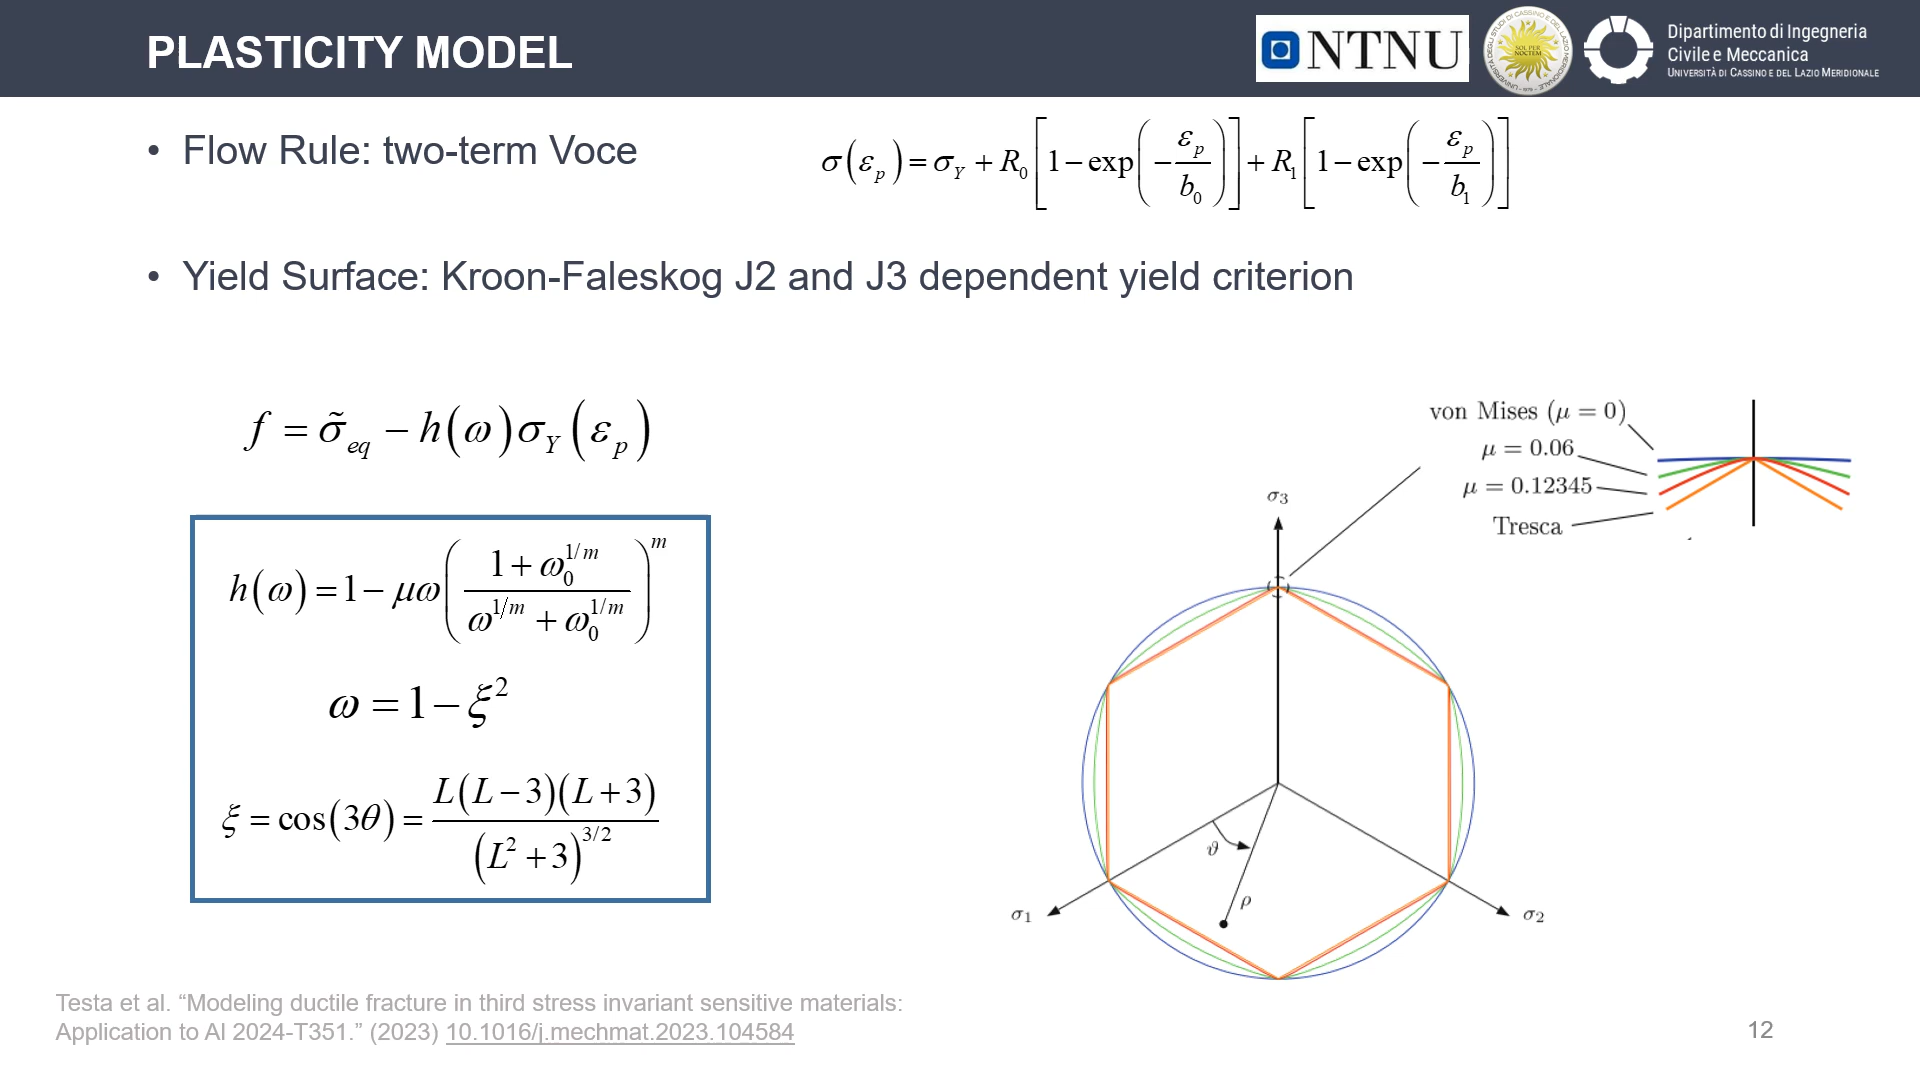 PLASTICITY MODEL
NTNU
SOL PER NOCTEM
Dipartimento di Ingegneria
Civile e Meccanica
UNIVERSITÀ DI CASSINO E DEL LAZIO MERIDIONALE
• Flow Rule: two-term Voce
σ(ε_p) = σ_Y + R_0 [1 − exp(−ε_p/b_0)] + R_1 [1 − exp(−ε_p/b_1)]
• Yield Surface: Kroon-Faleskog J2 and J3 dependent yield criterion
f = σ̃_eq − h(ω)σ_Y(ε_p)
h(ω) = 1 − μω((1 + ω_0^{1/m})/(ω^{1/m} + ω_0^{1/m}))^m
ω = 1 − ξ^2
ξ = cos(3θ) = L(L − 3)(L + 3)/(L^2 + 3)^{3/2}
von Mises (μ = 0)
μ = 0.06
μ = 0.12345
Tresca
σ_3
ϑ
ρ
σ_1
σ_2
Testa et al. “Modeling ductile fracture in third stress invariant sensitive materials:
Application to Al 2024-T351.” (2023) 10.1016/j.mechmat.2023.104584
12